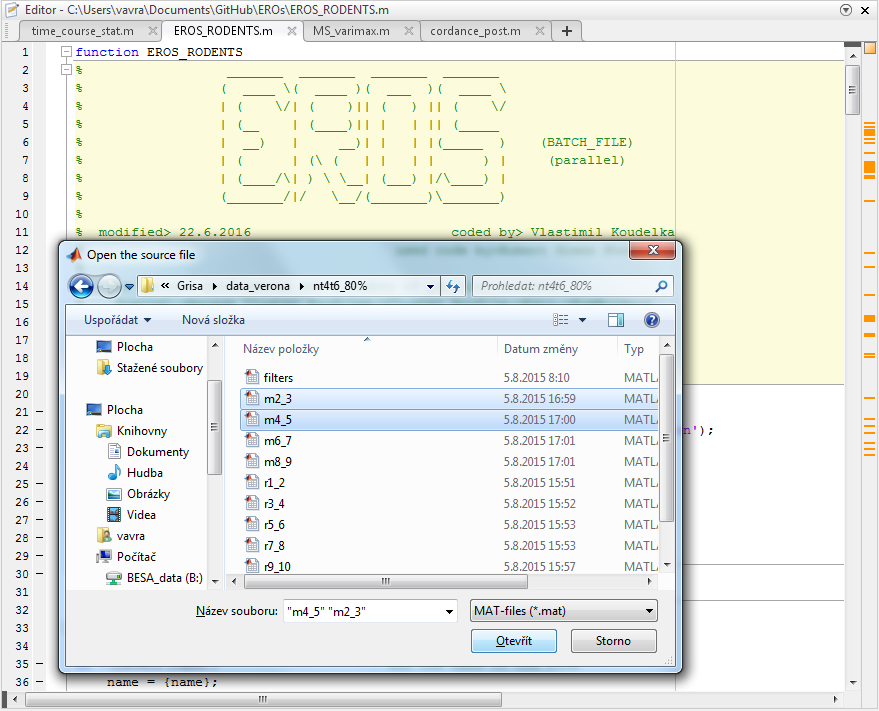 Editor - C:\Users\vavra\Documents\GitHub\EROs\EROS_RODENTS.m
time_course_stat.m EROS_RODENTS.m MS_varimax.m cordance_post.m
1 function EROS_RODENTS
2 %
3 %
4 %
5 %
6 % (BATCH_FILE)
7 % (parallel)
8 %
9 %
10 %
11 % modified> 22.6.2016 coded by> Vlastimil Koudelka
12
13
14
15
16
17
18
19
20
21
22 n');
23
24
25
26
27
28
29
30
31
32
33
34
35
36 name = {name};
Open the source file
« Grisa data_verona nt4t6_80%
Prohledat: nt4t6_80%
Uspořádat Nová složka
Plocha
Stažené soubory
Plocha
Knihovny
Dokumenty
Hudba
Obrázky
Videa
vavra
Počítač
BESA_data (B:)
Název položky Datum změny Typ
filters 5.8.2015 8:10 MATL
m2_3 5.8.2015 16:59 MATL
m4_5 5.8.2015 17:00 MATL
m6_7 5.8.2015 17:01 MATL
m8_9 5.8.2015 17:01 MATL
r1_2 5.8.2015 15:51 MATL
r3_4 5.8.2015 15:52 MATL
r5_6 5.8.2015 15:53 MATL
r7_8 5.8.2015 15:53 MATL
r9_10 5.8.2015 15:57 MATL
Název souboru: "m4_5" "m2_3" MAT-files (*.mat)
Otevřít Storno